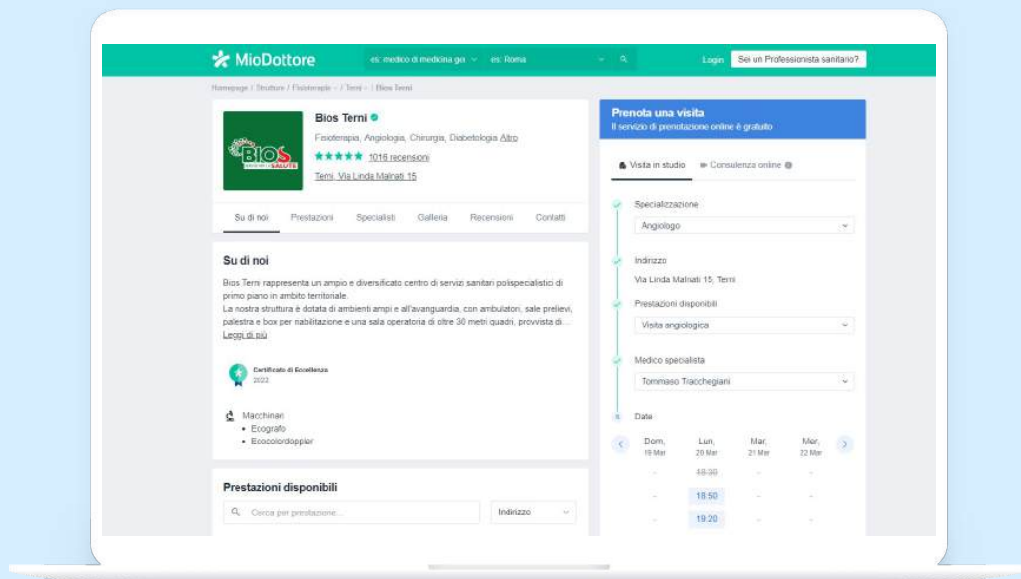 MioDottore
es: medico di medicina ger
es: Roma
Login
Sei un Professionista sanitario?
Homepage / Strutture / Fisioterapia - / Terni - / Bios Terni
BIOS
SALUTE
Bios Terni
Fisioterapia, Angiologia, Chirurgia, Diabetologia Altro
1016 recensioni
Terni, Via Linda Malnati 15
Su di noi
Prestazioni
Specialisti
Galleria
Recensioni
Contatti
Su di noi
Bios Terni rappresenta un ampio e diversificato centro di servizi sanitari polispecialistici di
primo piano in ambito territoriale.
La nostra struttura è dotata di ambienti ampi e all'avanguardia, con ambulatori, sale prelievi,
palestra e box per riabilitazione e una sala operatoria di oltre 30 metri quadri, provvista di...
Leggi di più
Certificato di Eccellenza
2022
Macchinari
• Ecografo
• Ecocolordoppler
Prestazioni disponibili
Cerca per prestazione...
Indirizzo
Prenota una visita
Il servizio di prenotazione online è gratuito
Visita in studio
Consulenza online
Specializzazione
Angiologo
Indirizzo
Via Linda Malnati 15, Terni
Prestazioni disponibili
Visita angiologica
Medico specialista
Tommaso Tracchegiani
Date
Dom, Lun, Mar, Mer,
19 Mar 20 Mar 21 Mar 22 Mar
- 18:30 - -
- 18:50 - -
- 19:20 - -